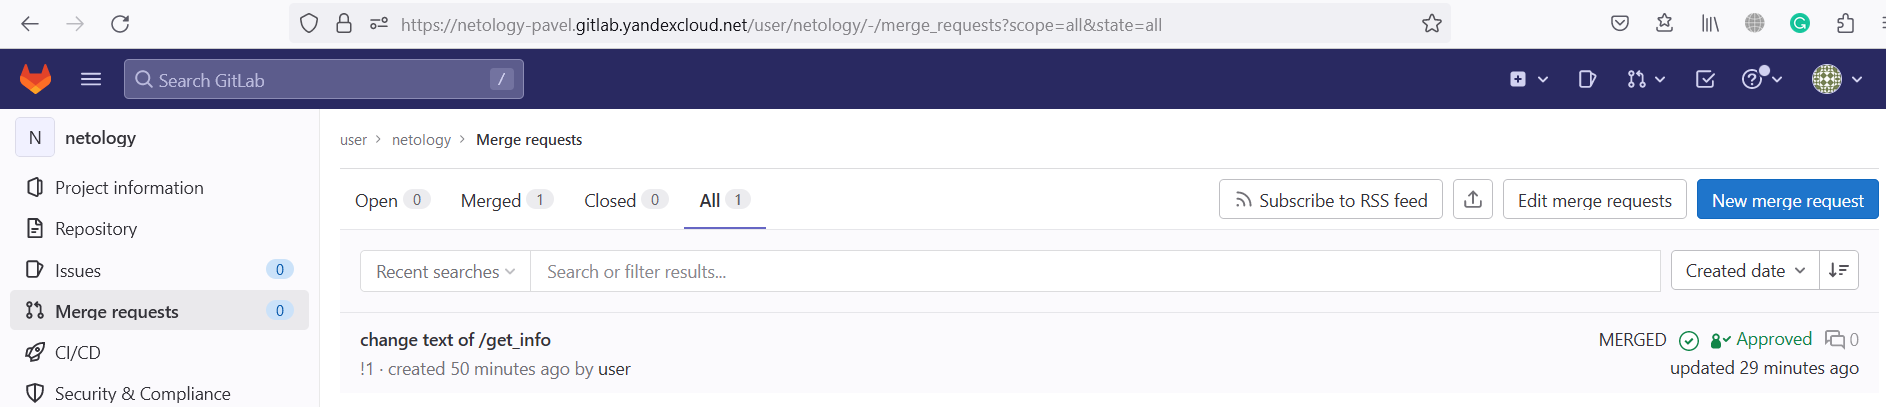 https://netology-pavel.gitlab.yandexcloud.net/user/netology/-/merge_requests?scope=all&state=all
Search GitLab /
N netology
Project information
Repository
Issues 0
Merge requests 0
CI/CD
Security & Compliance
user > netology > Merge requests
Open 0 Merged 1 Closed 0 All 1 Subscribe to RSS feed Edit merge requests New merge request
Recent searches Search or filter results... Created date
change text of /get_info MERGED Approved 0
!1 · created 50 minutes ago by user updated 29 minutes ago